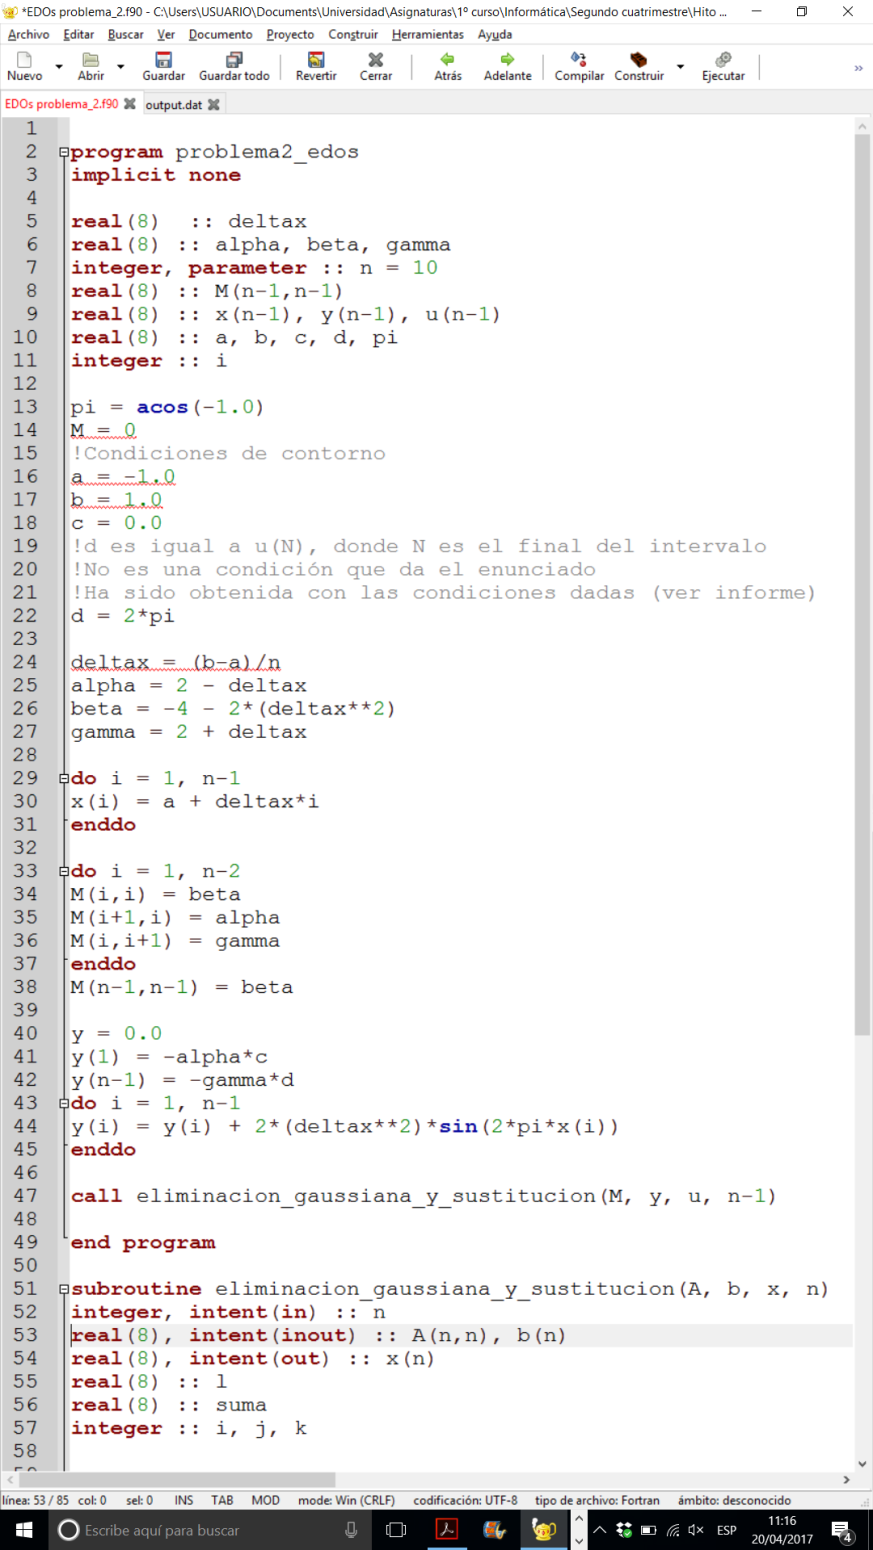 *EDOs problema_2.f90 - C:\Users\USUARIO\Documents\Universidad\Asignaturas\1º curso\Informática\Segundo cuatrimestre\Hito
Archivo Editar Buscar Ver Documento Proyecto Construir Herramientas Ayuda
Nuevo Abrir Guardar Guardar todo Revertir Cerrar Atrás Adelante Compilar Construir Ejecutar »
EDOs problema_2.f90 output.dat
1
2 program problema2_edos
3 implicit none
4
5 real(8)  :: deltax
6 real(8) :: alpha, beta, gamma
7 integer, parameter :: n = 10
8 real(8) :: M(n-1,n-1)
9 real(8) :: x(n-1), y(n-1), u(n-1)
10 real(8) :: a, b, c, d, pi
11 integer :: i
12
13 pi = acos(-1.0)
14 M = 0
15 !Condiciones de contorno
16 a = -1.0
17 b = 1.0
18 c = 0.0
19 !d es igual a u(N), donde N es el final del intervalo
20 !No es una condición que da el enunciado
21 !Ha sido obtenida con las condiciones dadas (ver informe)
22 d = 2*pi
23
24 deltax = (b-a)/n
25 alpha = 2 - deltax
26 beta = -4 - 2*(deltax**2)
27 gamma = 2 + deltax
28
29 do i = 1, n-1
30 x(i) = a + deltax*i
31 enddo
32
33 do i = 1, n-2
34 M(i,i) = beta
35 M(i+1,i) = alpha
36 M(i,i+1) = gamma
37 enddo
38 M(n-1,n-1) = beta
39
40 y = 0.0
41 y(1) = -alpha*c
42 y(n-1) = -gamma*d
43 do i = 1, n-1
44 y(i) = y(i) + 2*(deltax**2)*sin(2*pi*x(i))
45 enddo
46
47 call eliminacion_gaussiana_y_sustitucion(M, y, u, n-1)
48
49 end program
50
51 subroutine eliminacion_gaussiana_y_sustitucion(A, b, x, n)
52 integer, intent(in) :: n
53 real(8), intent(inout) :: A(n,n), b(n)
54 real(8), intent(out) :: x(n)
55 real(8) :: l
56 real(8) :: suma
57 integer :: i, j, k
58
línea: 53 / 85 col: 0 sel: 0 INS TAB MOD mode: Win (CRLF) codificación: UTF-8 tipo de archivo: Fortran ámbito: desconocido
Escribe aquí para buscar ESP 11:16
20/04/2017 4